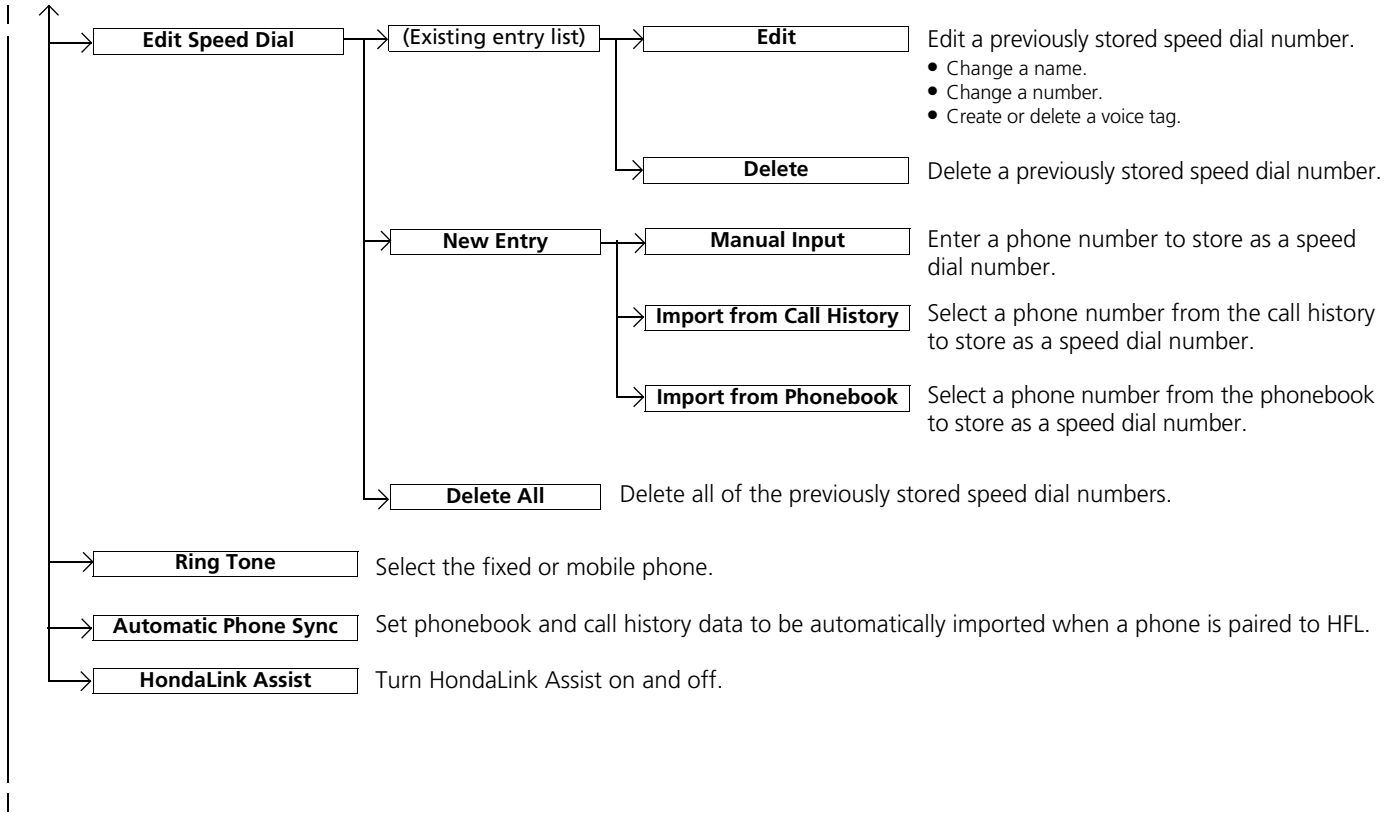 Edit Speed Dial
(Existing entry list)
Edit
Edit a previously stored speed dial number.
● Change a name.
● Change a number.
● Create or delete a voice tag.
Delete
Delete a previously stored speed dial number.
New Entry
Manual Input
Enter a phone number to store as a speed
dial number.
Import from Call History
Select a phone number from the call history
to store as a speed dial number.
Import from Phonebook
Select a phone number from the phonebook
to store as a speed dial number.
Delete All
Delete all of the previously stored speed dial numbers.
Ring Tone
Select the fixed or mobile phone.
Automatic Phone Sync
Set phonebook and call history data to be automatically imported when a phone is paired to HFL.
HondaLink Assist
Turn HondaLink Assist on and off.